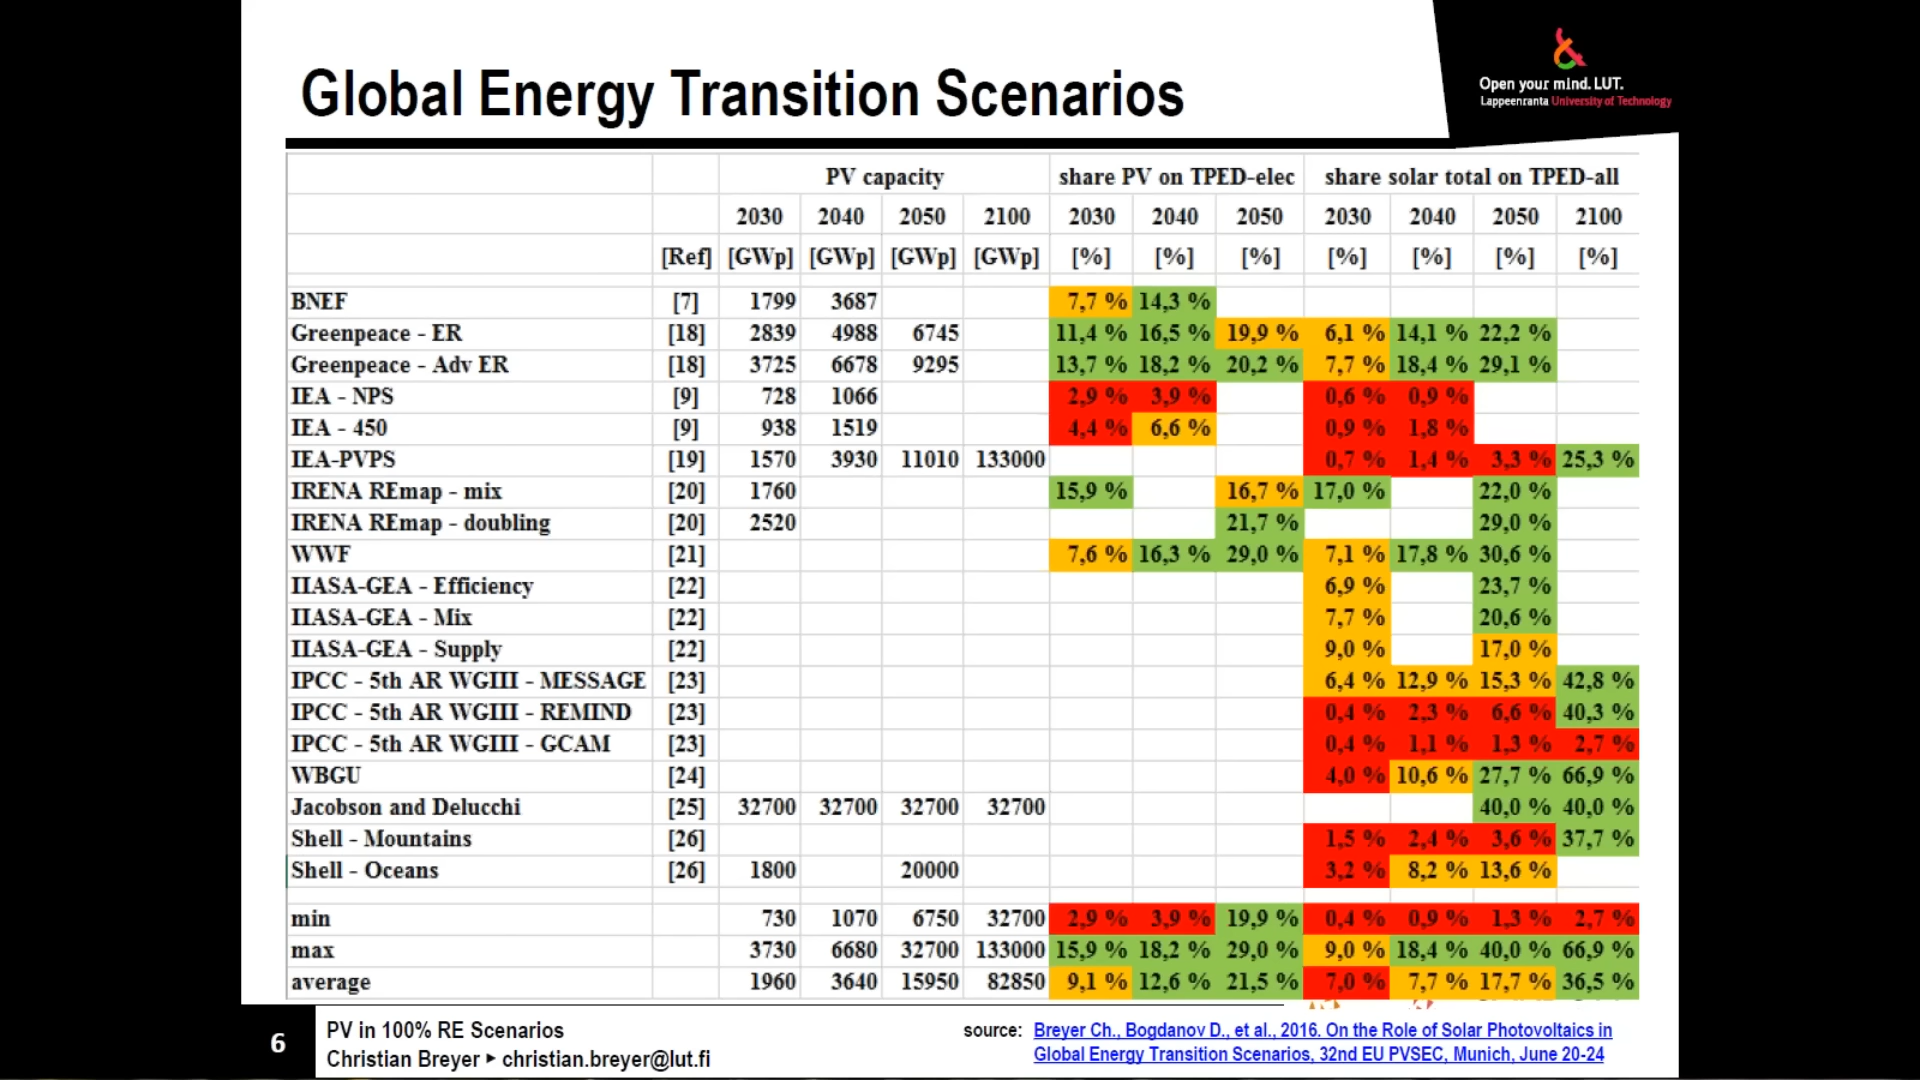 Global Energy Transition Scenarios
Open your mind. LUT.
Lappeenranta University of Technology
PV capacity share PV on TPED-elec share solar total on TPED-all
2030 2040 2050 2100 2030 2040 2050 2030 2040 2050 2100
[Ref] [GWp] [GWp] [GWp] [GWp] [%] [%] [%] [%] [%] [%] [%]
BNEF [7] 1799 3687 7,7 % 14,3 %
Greenpeace - ER [18] 2839 4988 6745 11,4 % 16,5 % 19,9 % 6,1 % 14,1 % 22,2 %
Greenpeace - Adv ER [18] 3725 6678 9295 13,7 % 18,2 % 20,2 % 7,7 % 18,4 % 29,1 %
IEA - NPS [9] 728 1066 2,9 % 3,9 % 0,6 % 0,9 %
IEA - 450 [9] 938 1519 4,4 % 6,6 % 0,9 % 1,8 %
IEA-PVPS [19] 1570 3930 11010 133000 0,7 % 1,4 % 3,3 % 25,3 %
IRENA REmap - mix [20] 1760 15,9 % 16,7 % 17,0 % 22,0 %
IRENA REmap - doubling [20] 2520 21,7 % 29,0 %
WWF [21] 7,6 % 16,3 % 29,0 % 7,1 % 17,8 % 30,6 %
IIASA-GEA - Efficiency [22] 6,9 % 23,7 %
IIASA-GEA - Mix [22] 7,7 % 20,6 %
IIASA-GEA - Supply [22] 9,0 % 17,0 %
IPCC - 5th AR WGIII - MESSAGE [23] 6,4 % 12,9 % 15,3 % 42,8 %
IPCC - 5th AR WGIII - REMIND [23] 0,4 % 2,3 % 6,6 % 40,3 %
IPCC - 5th AR WGIII - GCAM [23] 0,4 % 1,1 % 1,3 % 2,7 %
WBGU [24] 4,0 % 10,6 % 27,7 % 66,9 %
Jacobson and Delucchi [25] 32700 32700 32700 32700 40,0 % 40,0 %
Shell - Mountains [26] 1,5 % 2,4 % 3,6 % 37,7 %
Shell - Oceans [26] 1800 20000 3,2 % 8,2 % 13,6 %
min 730 1070 6750 32700 2,9 % 3,9 % 19,9 % 0,4 % 0,9 % 1,3 % 2,7 %
max 3730 6680 32700 133000 15,9 % 18,2 % 29,0 % 9,0 % 18,4 % 40,0 % 66,9 %
average 1960 3640 15950 82850 9,1 % 12,6 % 21,5 % 7,0 % 7,7 % 17,7 % 36,5 %
6
PV in 100% RE Scenarios
Christian Breyer ▸ christian.breyer@lut.fi
source: Breyer Ch., Bogdanov D., et al., 2016. On the Role of Solar Photovoltaics in
Global Energy Transition Scenarios, 32nd EU PVSEC, Munich, June 20-24